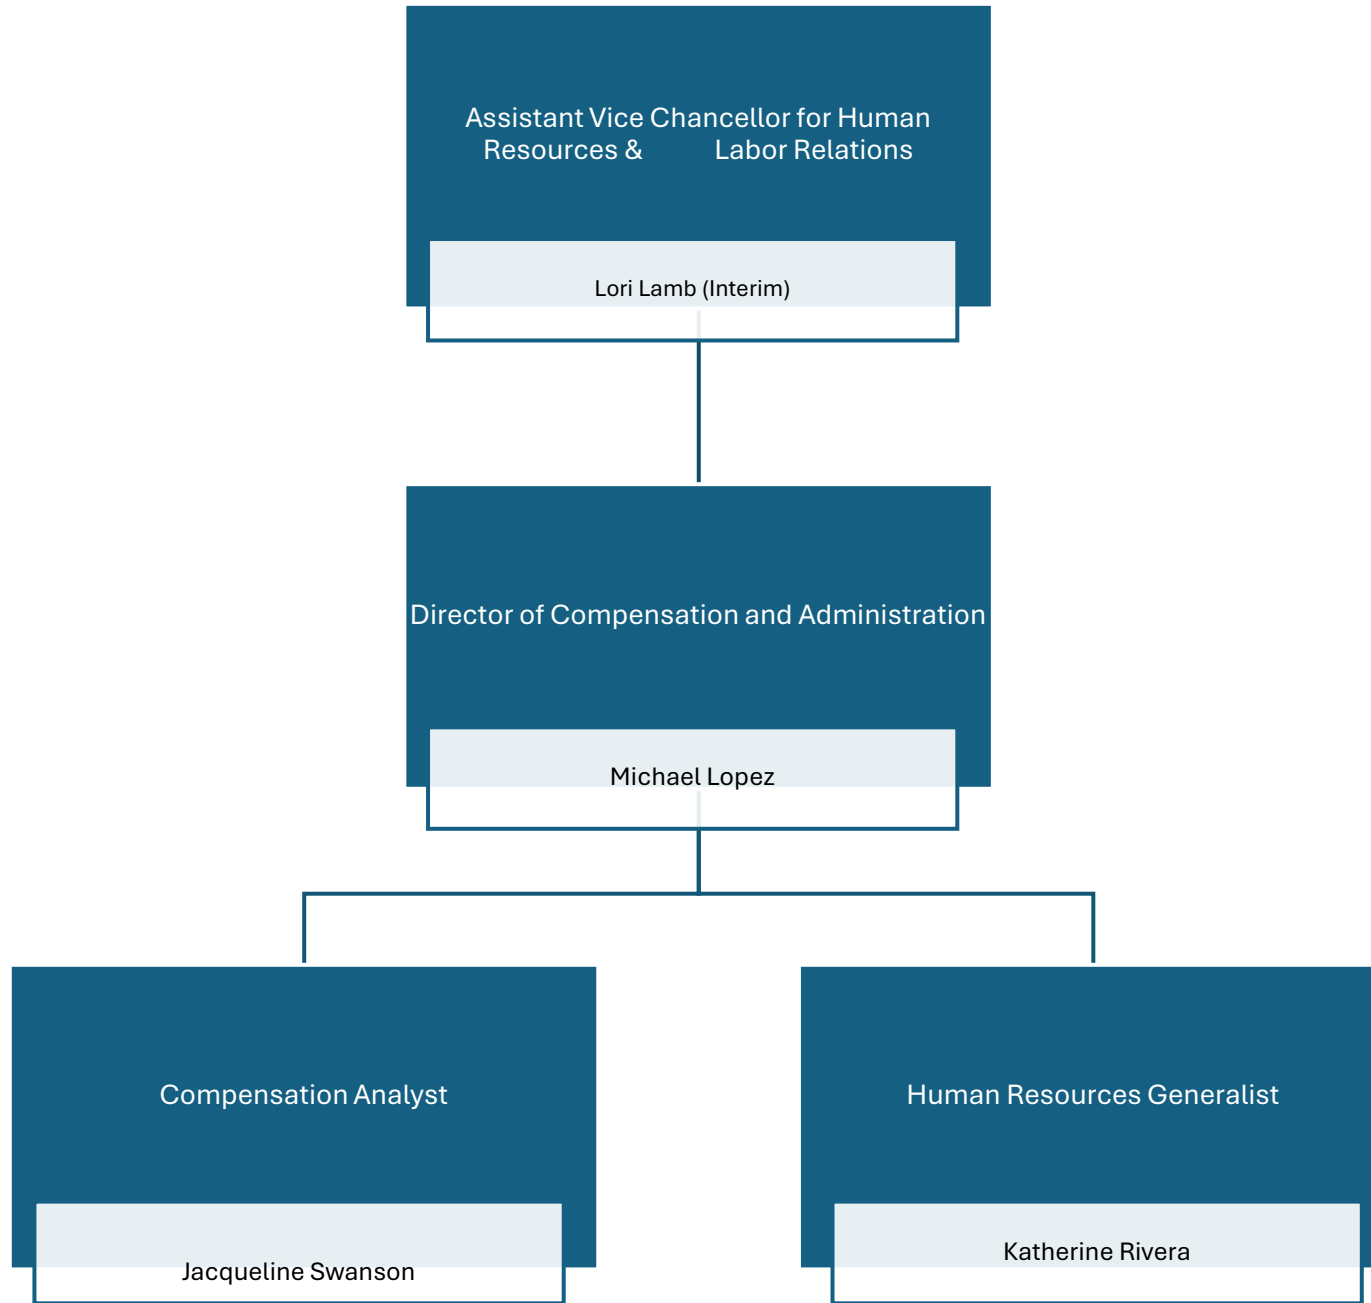 Assistant Vice Chancellor for Human
Resources & Labor Relations
Lori Lamb (Interim)
Director of Compensation and Administration
Michael Lopez
Compensation Analyst
Jacqueline Swanson
Human Resources Generalist
Katherine Rivera